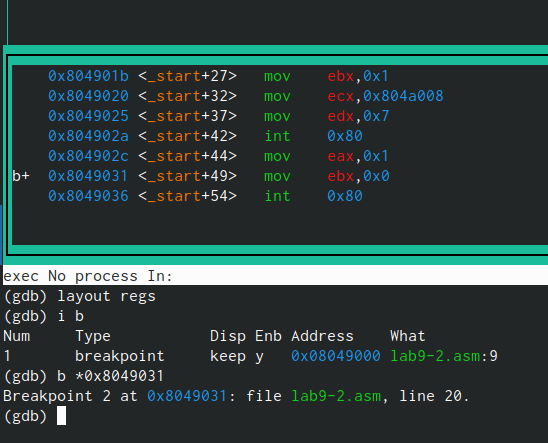 0x804901b <_start+27> mov ebx,0x1
0x8049020 <_start+32> mov ecx,0x804a008
0x8049025 <_start+37> mov edx,0x7
0x804902a <_start+42> int 0x80
0x804902c <_start+44> mov eax,0x1
b+ 0x8049031 <_start+49> mov ebx,0x0
0x8049036 <_start+54> int 0x80
exec No process In:
(gdb) layout regs
(gdb) i b
Num Type Disp Enb Address What
1 breakpoint keep y 0x08049000 lab9-2.asm:9
(gdb) b *0x8049031
Breakpoint 2 at 0x8049031: file lab9-2.asm, line 20.
(gdb)